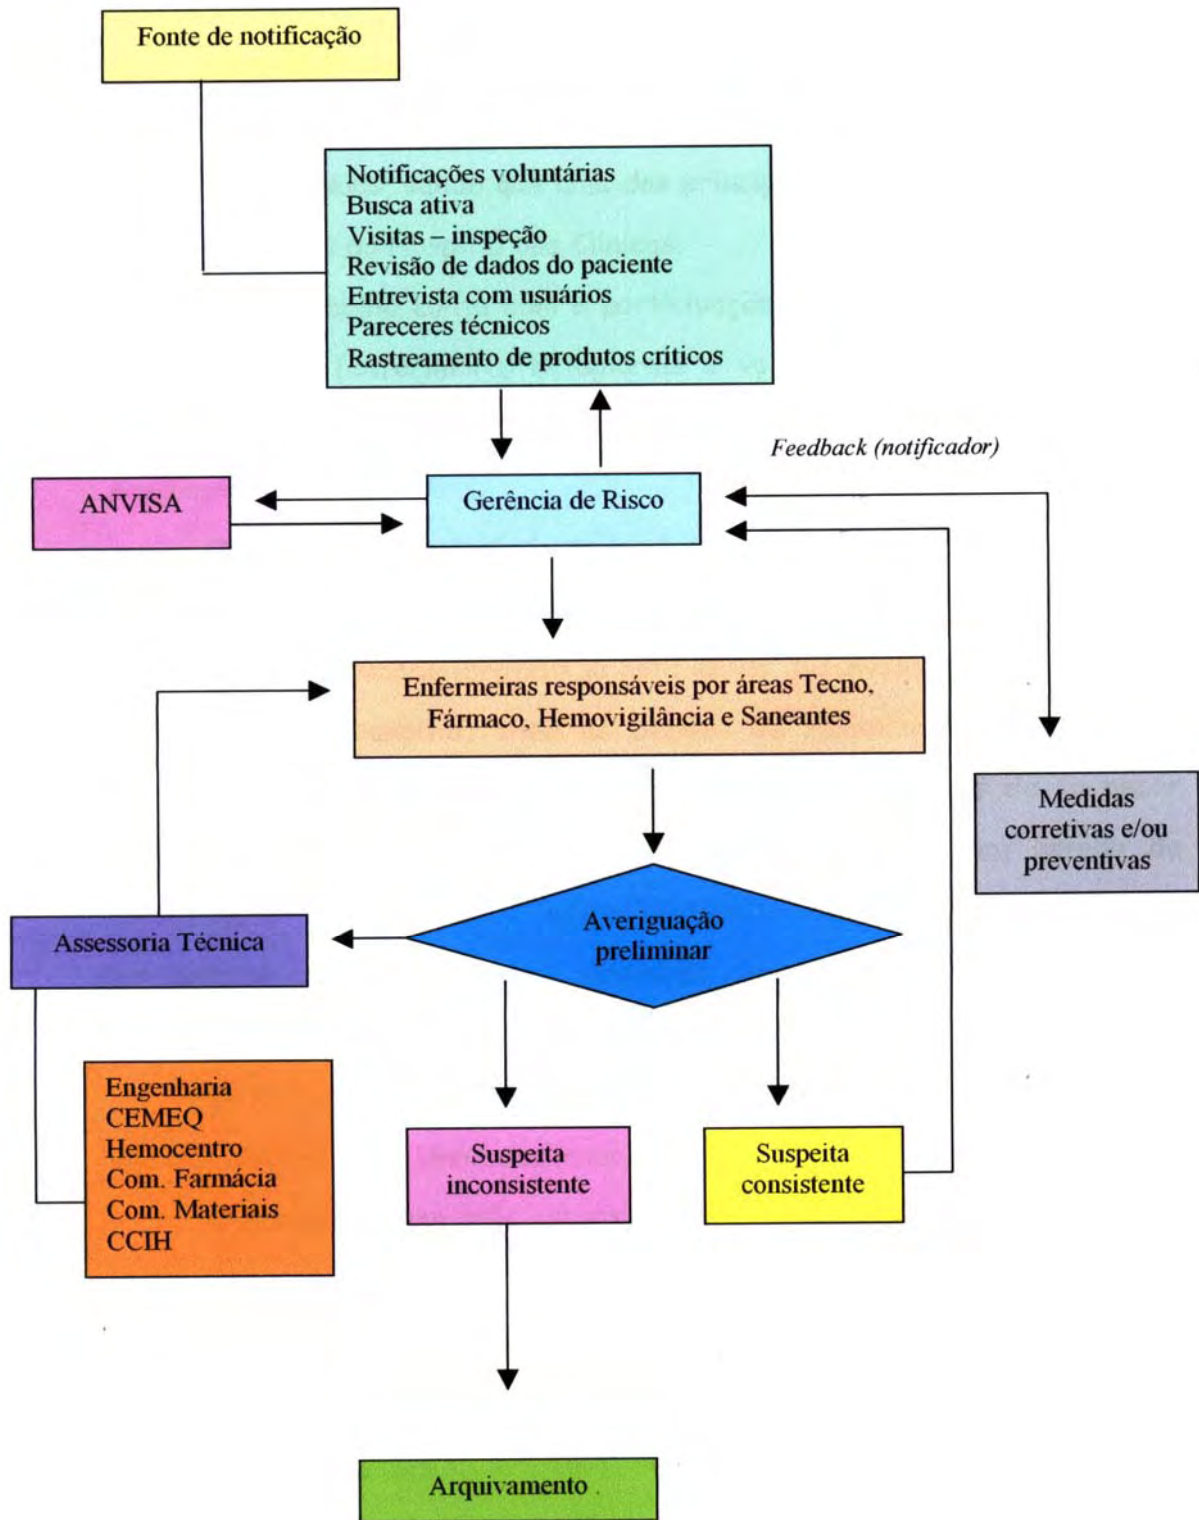 Fonte de notificação
Notificações voluntárias
Busca ativa
Visitas – inspeção
Revisão de dados do paciente
Entrevista com usuários
Pareceres técnicos
Rastreamento de produtos críticos
Feedback (notificador)
ANVISA
Gerência de Risco
Enfermeiras responsáveis por áreas Tecno,
Fármaco, Hemovigilância e Saneantes
Medidas
corretivas e/ou
preventivas
Averiguação
preliminar
Assessoria Técnica
Engenharia
CEMEQ
Hemocentro
Com. Farmácia
Com. Materiais
CCIH
Suspeita
inconsistente
Suspeita
consistente
Arquivamento